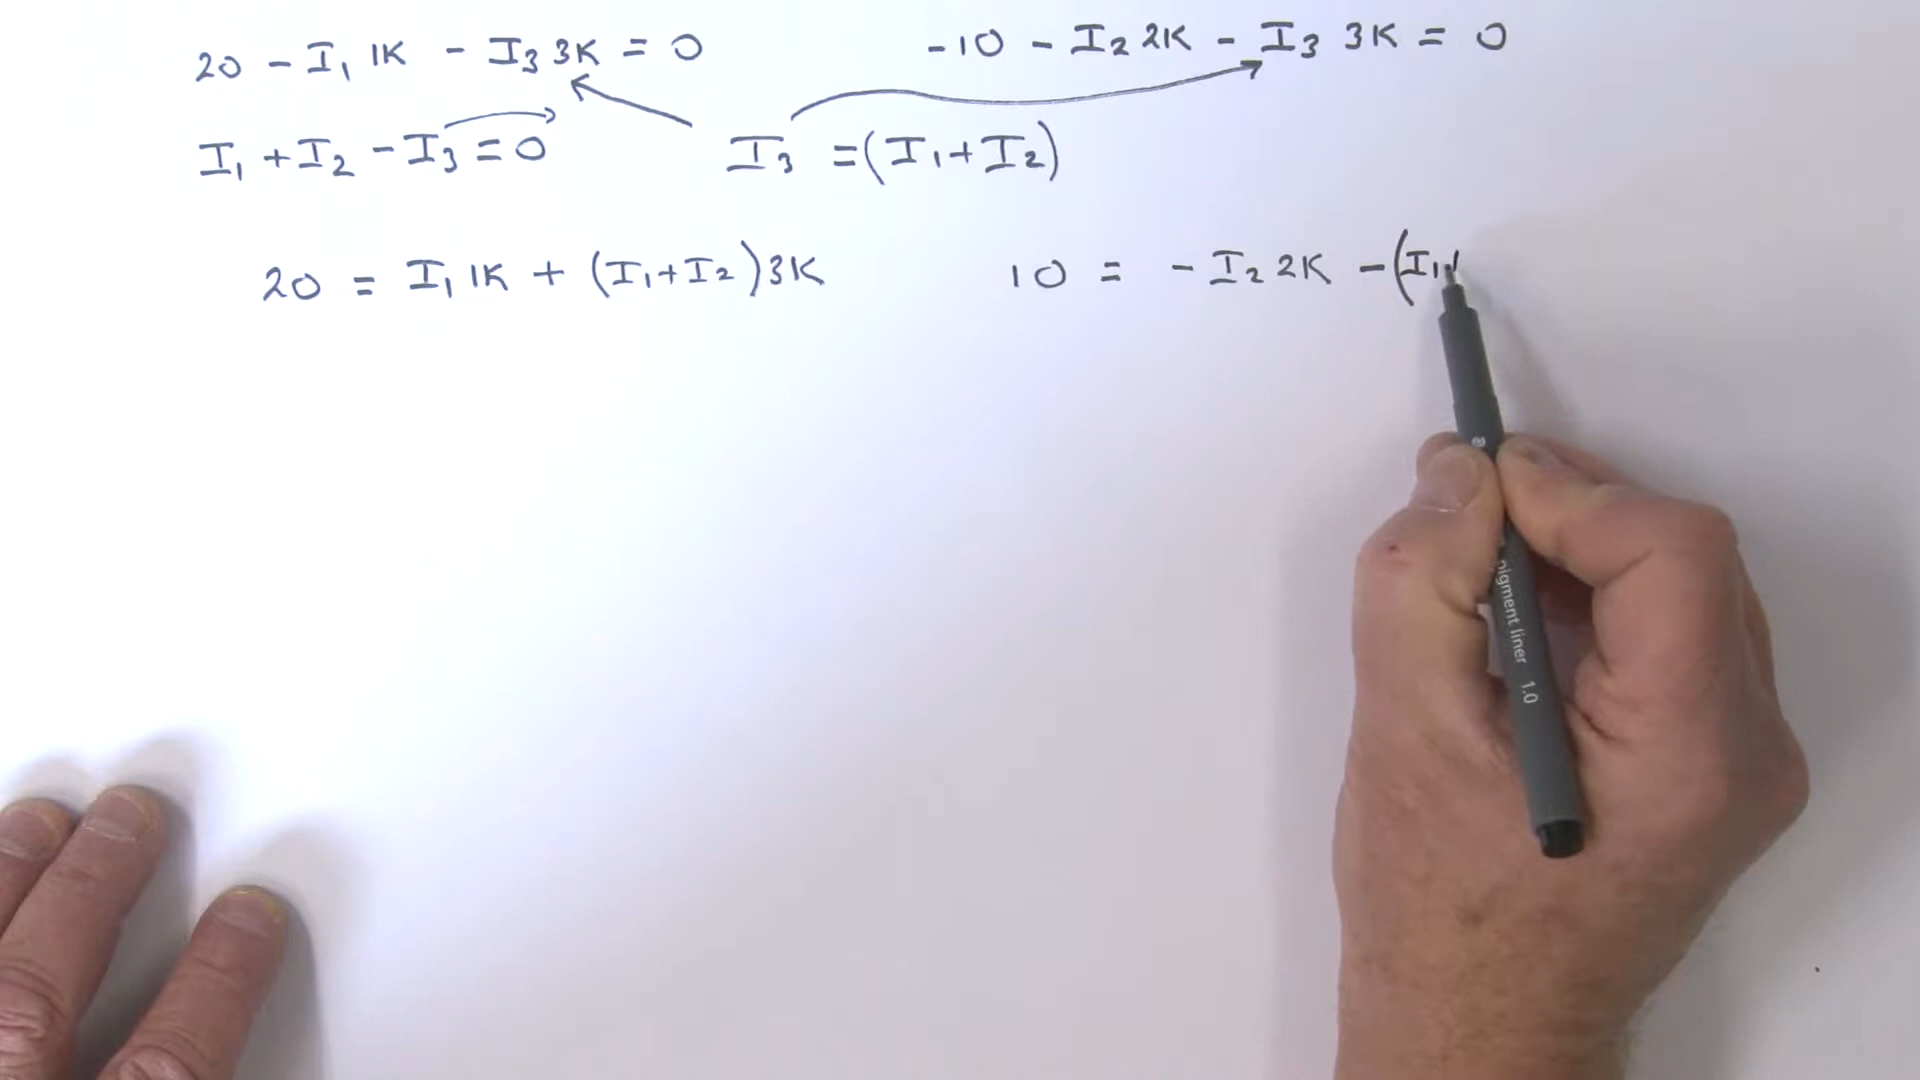 20 - I₁ 1K - I₃ 3K = 0
-10 - I₂ 2K - I₃ 3K = 0
I₁ + I₂ - I₃ = 0
I₃ = (I₁ + I₂)
20 = I₁ 1K + (I₁ + I₂) 3K
10 = - I₂ 2K - (I₁
pigment liner 1.0